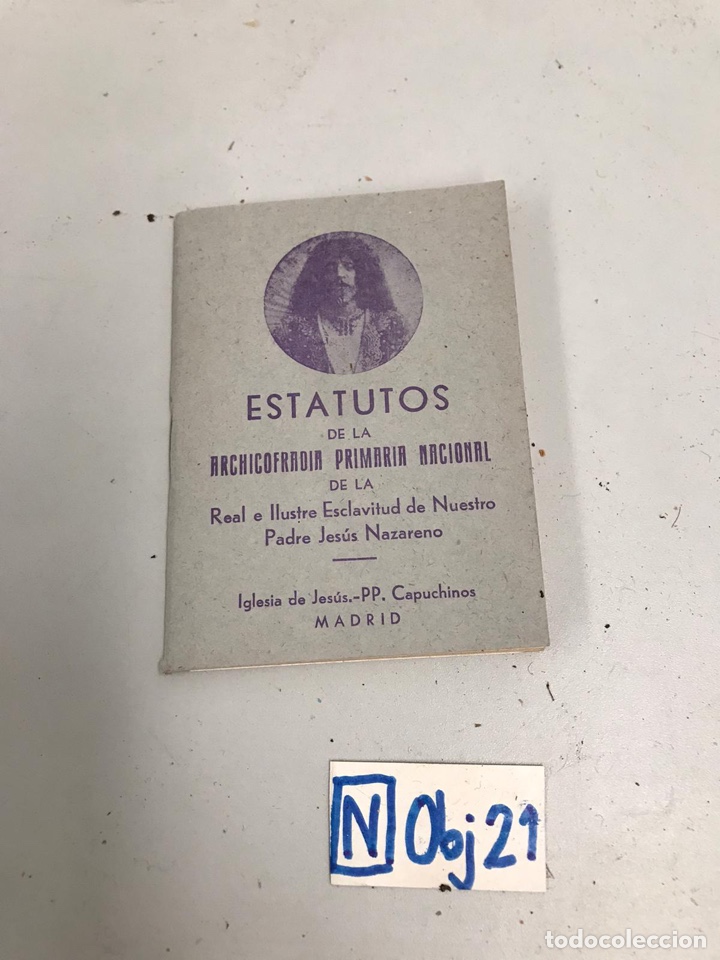 ESTATUTOS
DE LA
ARCHICOFRADIA PRIMARIA NACIONAL
DE LA
Real e Ilustre Esclavitud de Nuestro
Padre Jesús Nazareno
Iglesia de Jesús.-PP. Capuchinos
MADRID
N Obj 21
todocoleccion